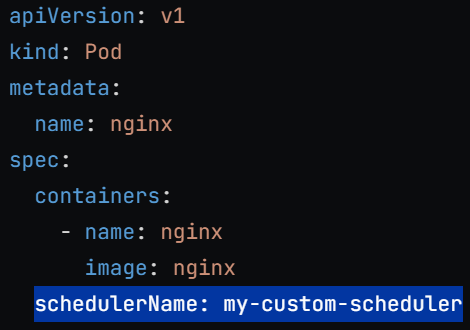 apiVersion: v1
kind: Pod
metadata:
  name: nginx
spec:
  containers:
    - name: nginx
      image: nginx
  schedulerName: my-custom-scheduler